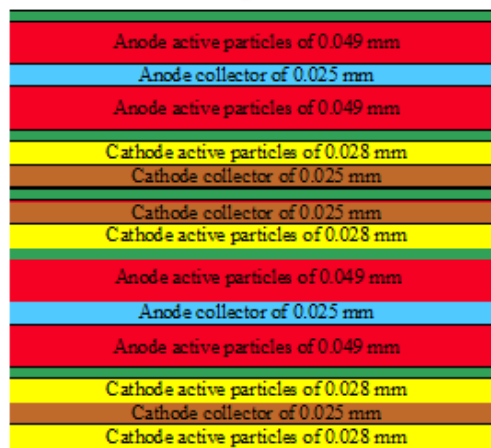 Anode active particles of 0.049 mm
Anode collector of 0.025 mm
Anode active particles of 0.049 mm
Cathode active particles of 0.028 mm
Cathode collector of 0.025 mm
Cathode collector of 0.025 mm
Cathode active particles of 0.028 mm
Anode active particles of 0.049 mm
Anode collector of 0.025 mm
Anode active particles of 0.049 mm
Cathode active particles of 0.028 mm
Cathode collector of 0.025 mm
Cathode active particles of 0.028 mm